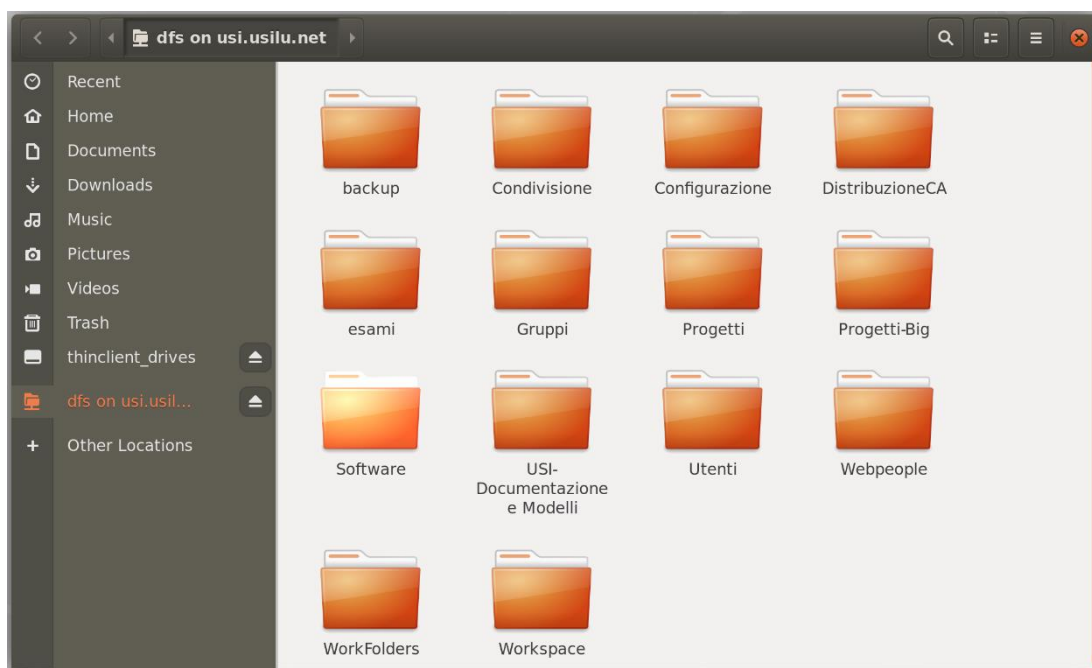 dfs on usi.usilu.net
Recent
Home
Documents
Downloads
Music
Pictures
Videos
Trash
thinclient_drives
dfs on usi.usil...
Other Locations
backup
Condivisione
Configurazione
DistribuzioneCA
esami
Gruppi
Progetti
Progetti-Big
Software
USI-
Documentazione
e Modelli
Utenti
Webpeople
WorkFolders
Workspace